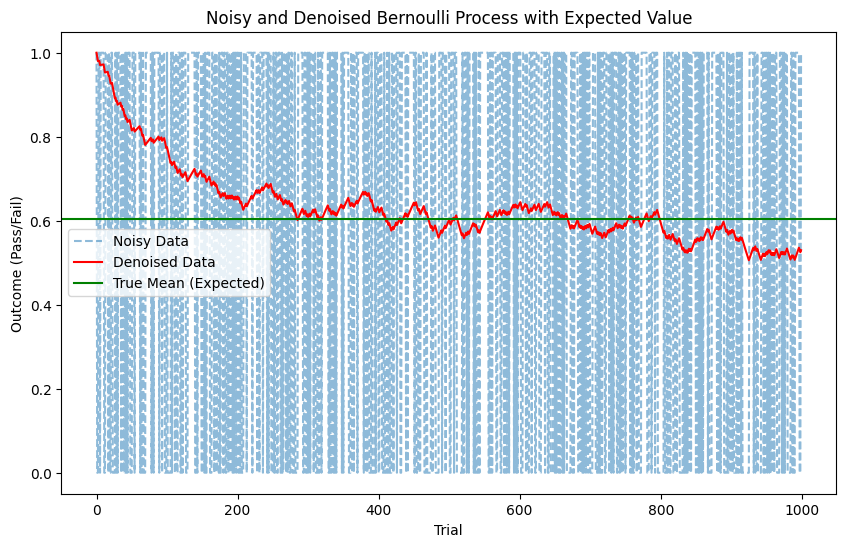 Noisy and Denoised Bernoulli Process with Expected Value
Outcome (Pass/Fail)
1.0
0.8
0.6
0.4
0.2
0.0
Noisy Data
Denoised Data
True Mean (Expected)
0
200
400
600
800
1000
Trial